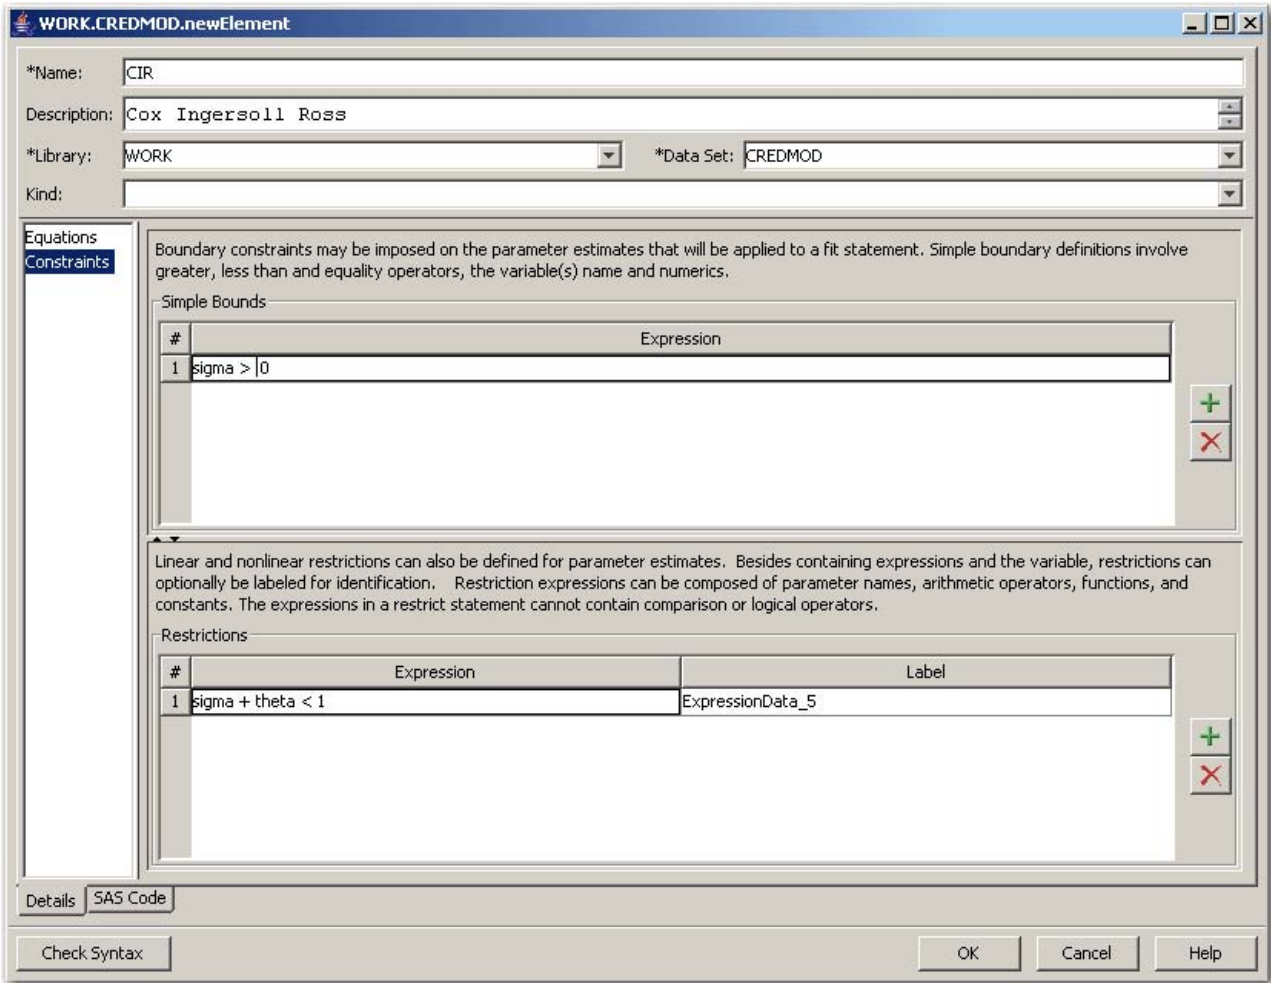 WORK.CREDMOD.newElement
*Name: CIR
Description: Cox Ingersoll Ross
*Library: WORK *Data Set: CREDMOD
Kind:
Equations
Constraints
Boundary constraints may be imposed on the parameter estimates that will be applied to a fit statement. Simple boundary definitions involve
greater, less than and equality operators, the variable(s) name and numerics.
Simple Bounds
# Expression
1 sigma > 0
Linear and nonlinear restrictions can also be defined for parameter estimates. Besides containing expressions and the variable, restrictions can
optionally be labeled for identification. Restriction expressions can be composed of parameter names, arithmetic operators, functions, and
constants. The expressions in a restrict statement cannot contain comparison or logical operators.
Restrictions
# Expression Label
1 sigma + theta < 1 ExpressionData_5
Details SAS Code
Check Syntax OK Cancel Help